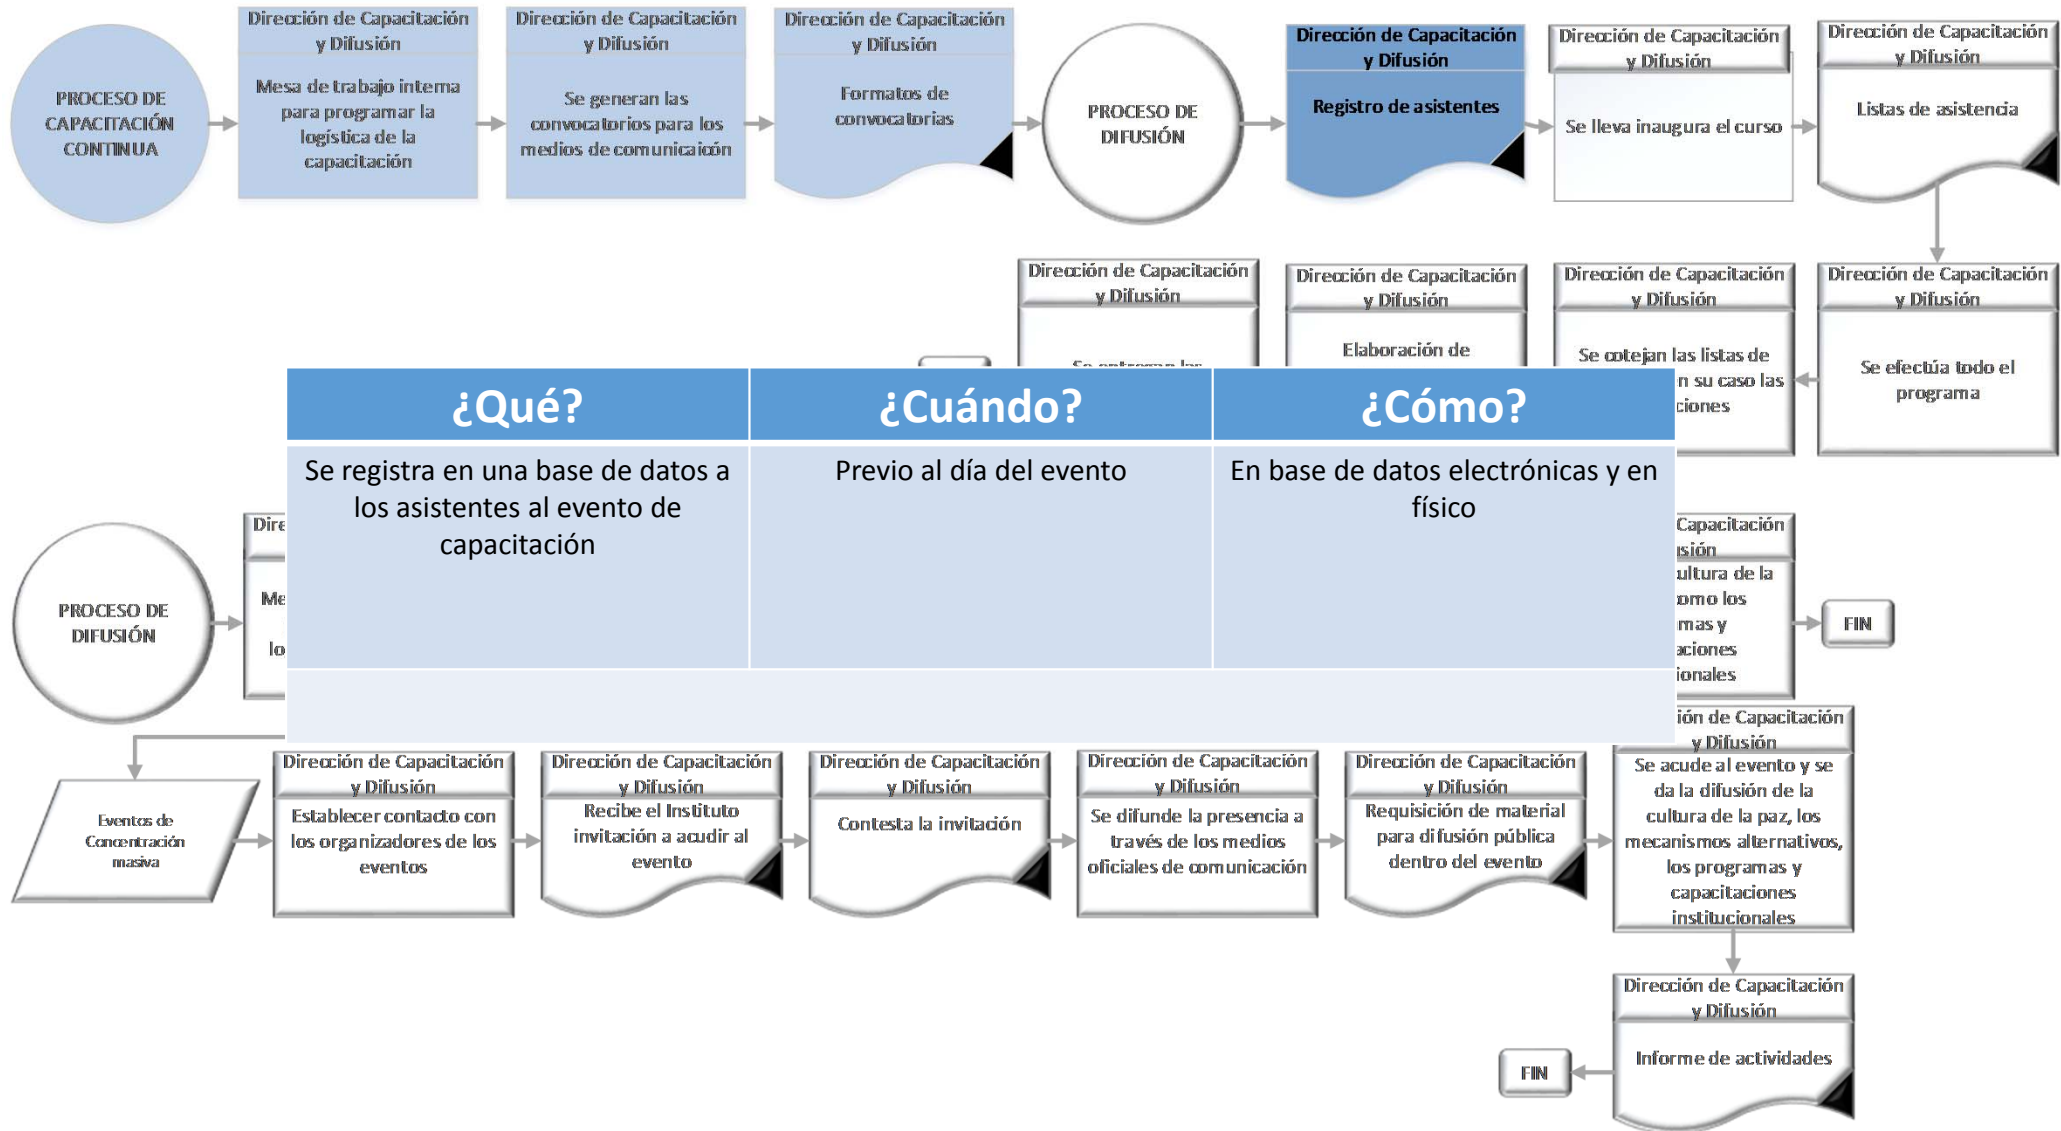 PROCESO DE
CAPACITACIÓN
CONTINUA
Dirección de Capacitación
y Difusión
Mesa de trabajo interna
para programar la
logística de la
capacitación
Dirección de Capacitación
y Difusión
Se generan las
convocatorios para los
medios de comunicaicón
Dirección de Capacitación
y Difusión
Formatos de
convocatorias
PROCESO DE
DIFUSIÓN
Dirección de Capacitación
y Difusión
Registro de asistentes
Dirección de Capacitación
y Difusión
Se lleva inaugura el curso
Dirección de Capacitación
y Difusión
Listas de asistencia
Dirección de Capacitación
y Difusión
Dirección de Capacitación
y Difusión
Elaboración de
Dirección de Capacitación
y Difusión
Se cotejan las listas de
n su caso las
ciones
Dirección de Capacitación
y Difusión
Se efectúa todo el
programa
¿Qué?
¿Cuándo?
¿Cómo?
Se registra en una base de datos a
los asistentes al evento de
capacitación
Previo al día del evento
En base de datos electrónicas y en
físico
PROCESO DE
DIFUSIÓN
Dire
Me
lo
Capacitación
usión
ultura de la
como los
mas y
aciones
ionales
FIN
Eventos de
Concentración
masiva
Dirección de Capacitación
y Difusión
Establecer contacto con
los organizadores de los
eventos
Dirección de Capacitación
y Difusión
Recibe el Instituto
invitación a acudir al
evento
Dirección de Capacitación
y Difusión
Contesta la invitación
Dirección de Capacitación
y Difusión
Se difunde la presencia a
través de los medios
oficiales de comunicación
Dirección de Capacitación
y Difusión
Requisición de material
para difusión pública
dentro del evento
ión de Capacitación
y Difusión
Se acude al evento y se
da la difusión de la
cultura de la paz, los
mecanismos alternativos,
los programas y
capacitaciones
institucionales
Dirección de Capacitación
y Difusión
Informe de actividades
FIN